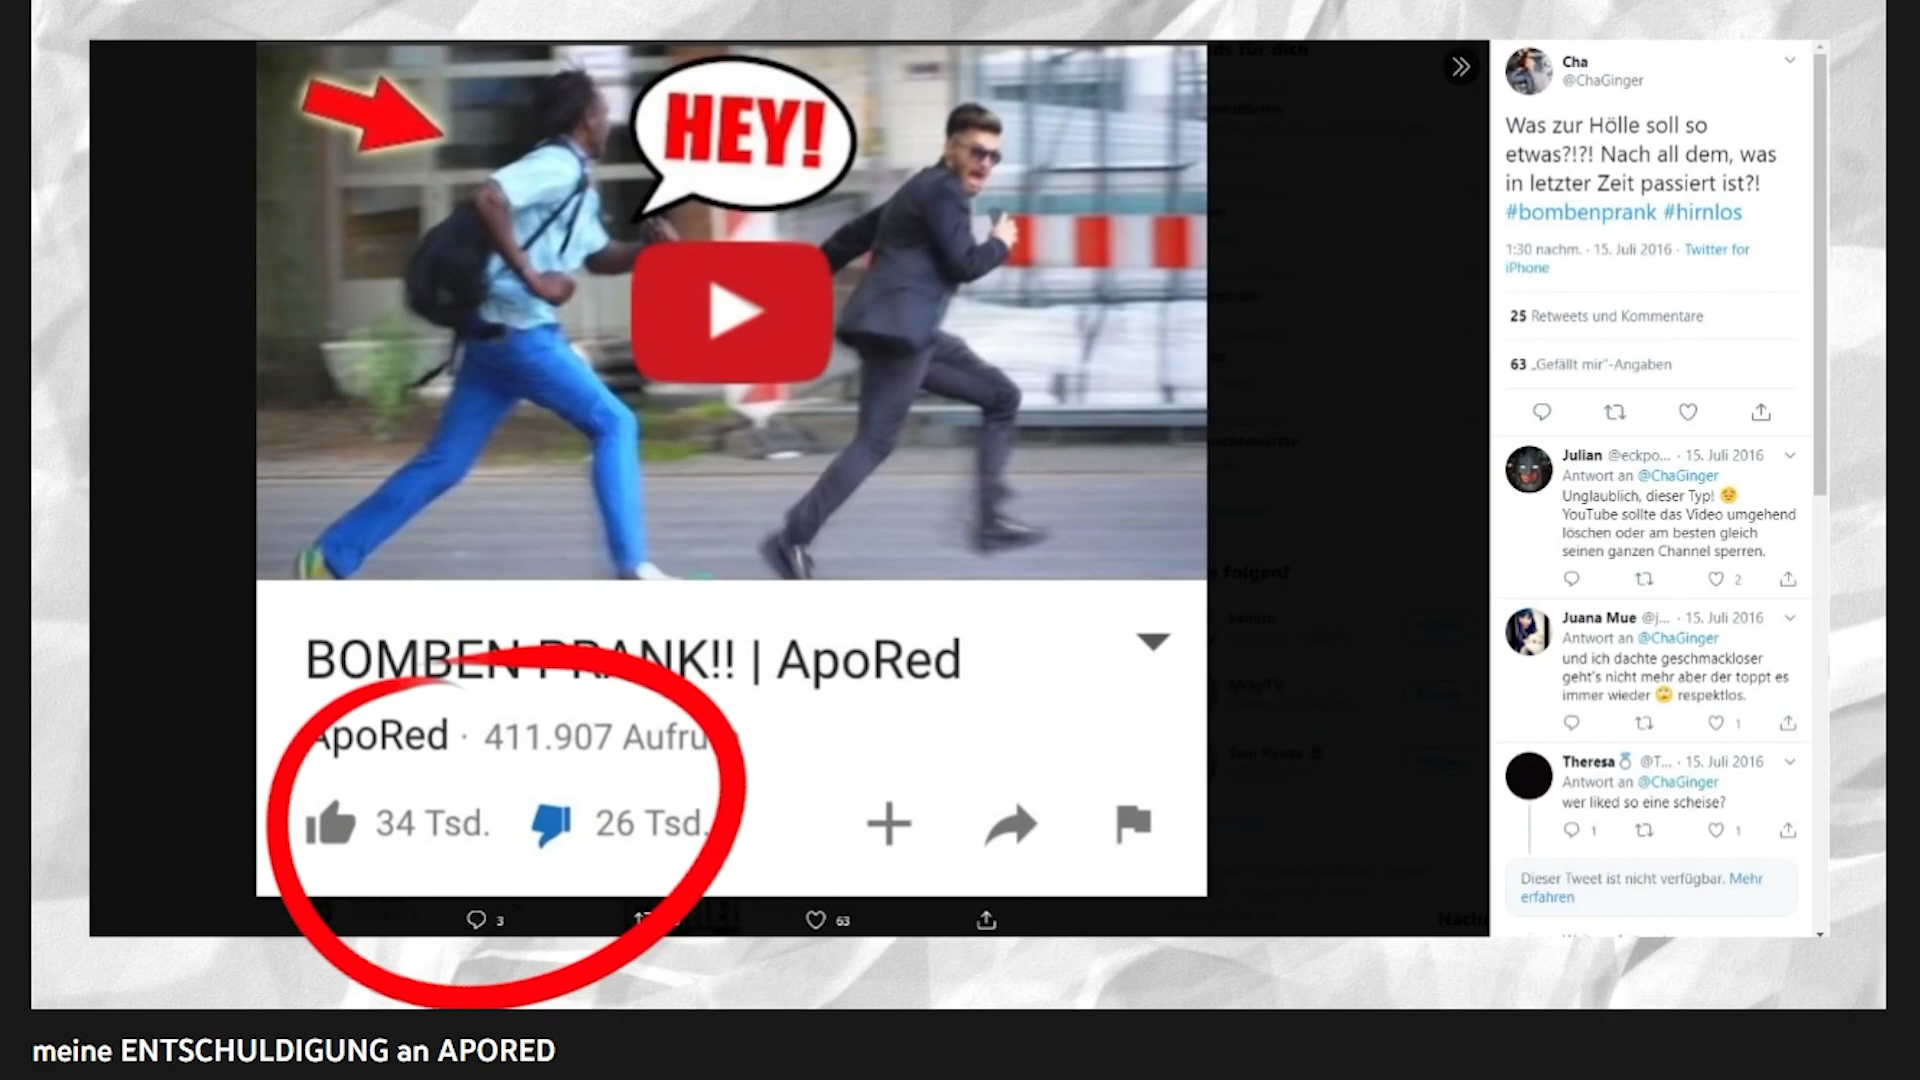 HEY!
BOMBEN PRANK!! | ApoRed
ApoRed · 411.907 Aufrufe
34 Tsd. 26 Tsd.
3 63
ds für dich
folgen?
Cha
@ChaGinger
Was zur Hölle soll so
etwas?!?! Nach all dem, was
in letzter Zeit passiert ist?!
#bombenprank #hirnlos
1:30 nachm. · 15. Juli 2016 · Twitter for
iPhone
25 Retweets und Kommentare
63 „Gefällt mir“-Angaben
Julian @eckpo... · 15. Juli 2016
Antwort an @ChaGinger
Unglaublich, dieser Typ! 😔
YouTube sollte das Video umgehend
löschen oder am besten gleich
seinen ganzen Channel sperren.
2
Juana Mue @j... · 15. Juli 2016
Antwort an @ChaGinger
und ich dachte geschmackloser
geht's nicht mehr aber der toppt es
immer wieder 🙄 respektlos.
1
Theresa💍 @T... · 15. Juli 2016
Antwort an @ChaGinger
wer liked so eine scheise?
1 1
Dieser Tweet ist nicht verfügbar. Mehr
erfahren
meine ENTSCHULDIGUNG an APORED